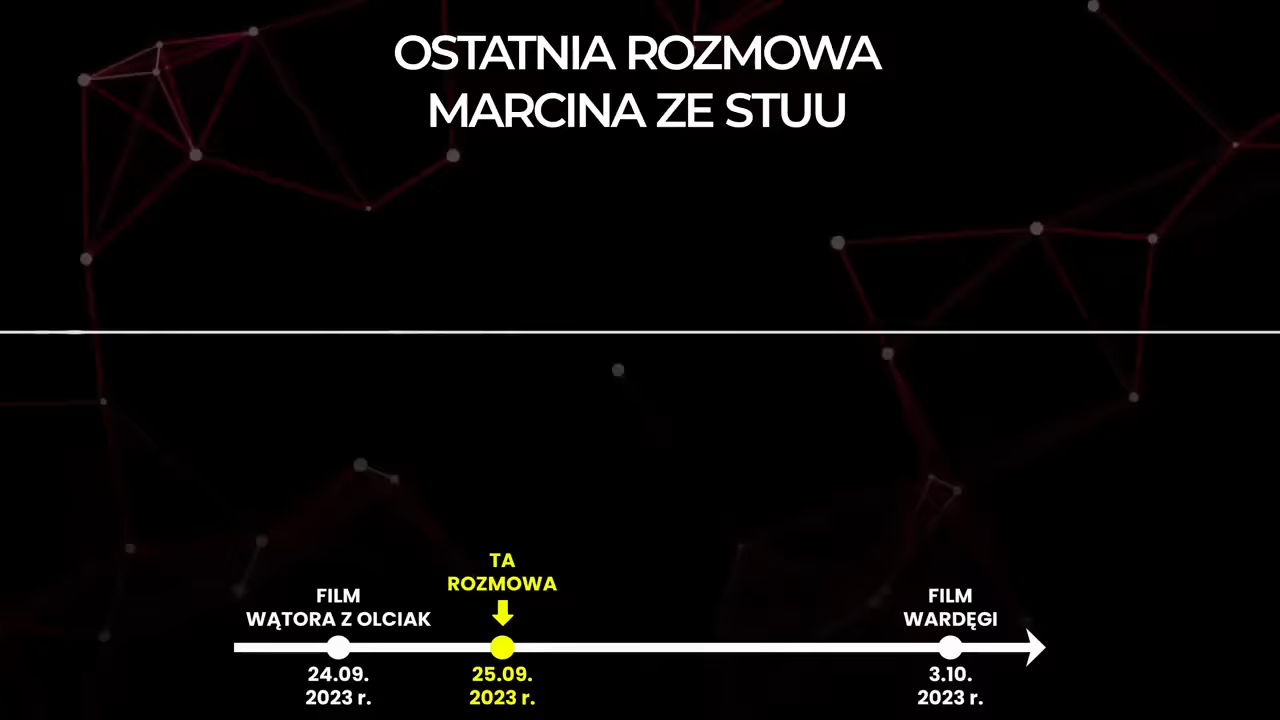 OSTATNIA ROZMOWA
MARCINA ZE STUU
TA
ROZMOWA
FILM
WĄTORA Z OLCIAK
FILM
WARDĘGI
24.09.
2023 r.
25.09.
2023 r.
3.10.
2023 r.